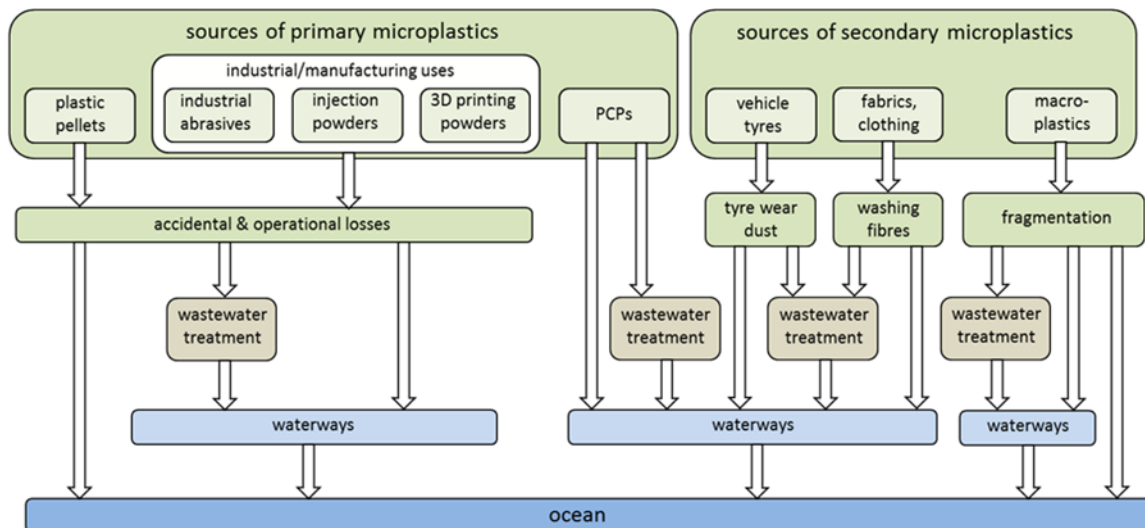 sources of primary microplastics
industrial/manufacturing uses
plastic
pellets
industrial
abrasives
injection
powders
3D printing
powders
PCPs
sources of secondary microplastics
vehicle
tyres
fabrics,
clothing
macro-
plastics
accidental & operational losses
tyre wear
dust
washing
fibres
fragmentation
wastewater
treatment
wastewater
treatment
wastewater
treatment
wastewater
treatment
waterways
waterways
waterways
ocean